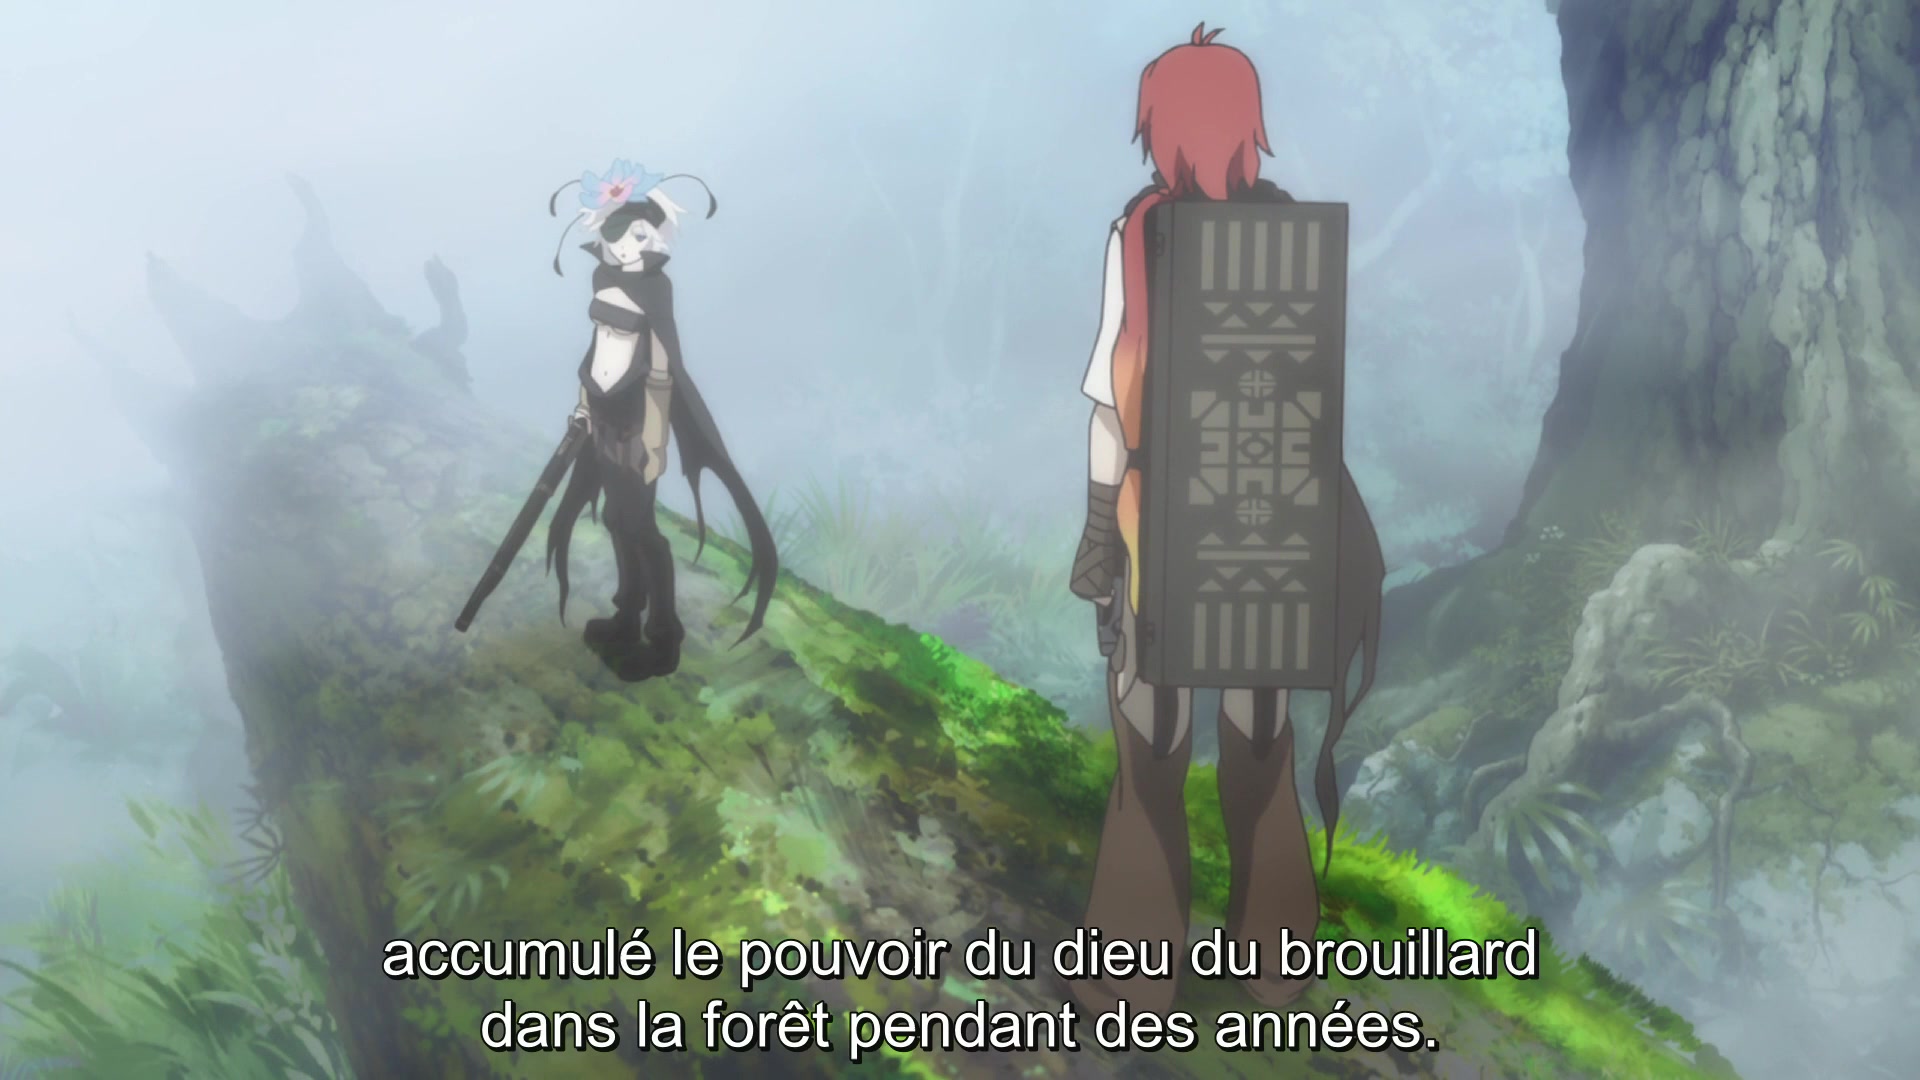 accumulé le pouvoir du dieu du brouillard
dans la forêt pendant des années.